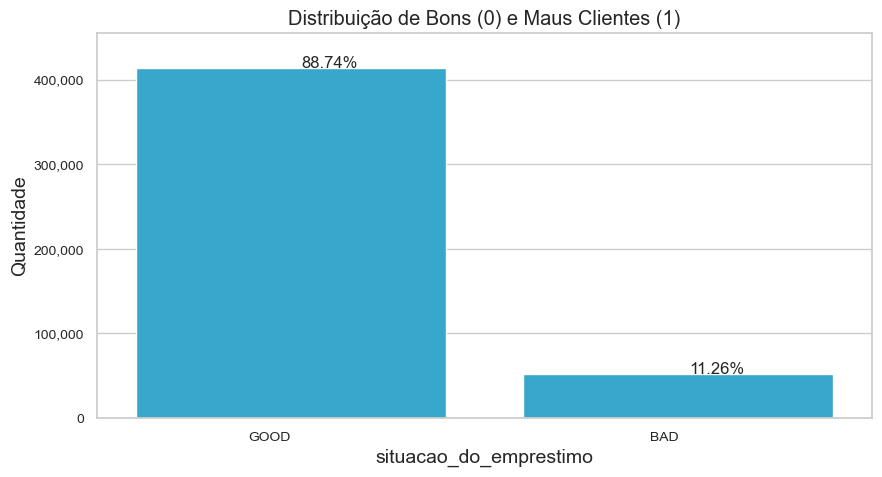 Distribuição de Bons (0) e Maus Clientes (1)
Quantidade
400,000
300,000
200,000
100,000
0
88.74%
11.26%
GOOD
BAD
situacao_do_emprestimo